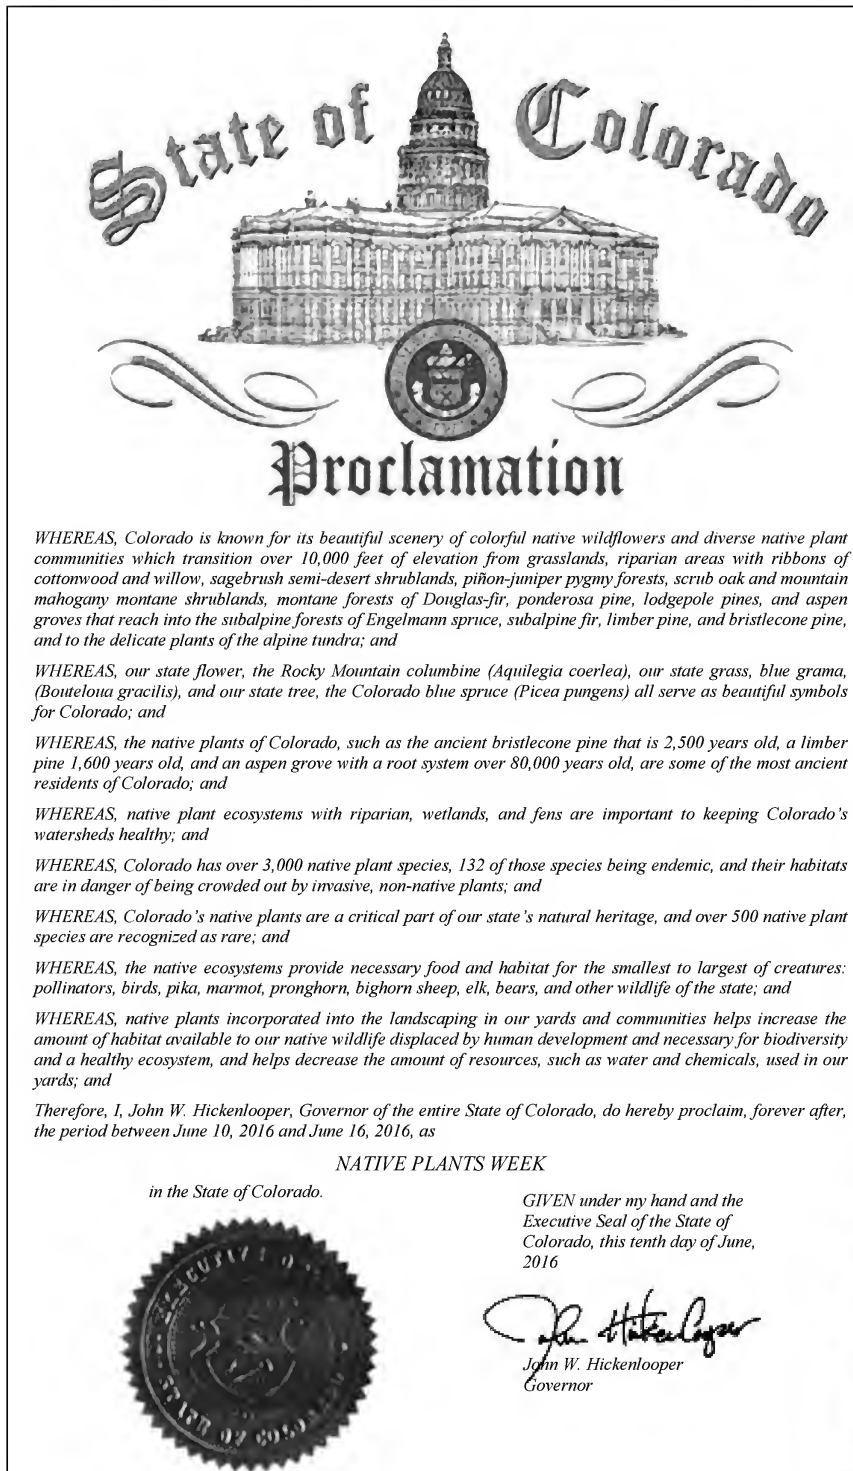 State of Colorado
Proclamation
WHEREAS, Colorado is known for its beautiful scenery of colorful native wildflowers and diverse native plant
communities which transition over 10,000 feet of elevation from grasslands, riparian areas with ribbons of
cottonwood and willow, sagebrush semi-desert shrublands, piñon-juniper pygmy forests, scrub oak and mountain
mahogany montane shrublands, montane forests of Douglas-fir, ponderosa pine, lodgepole pines, and aspen
groves that reach into the subalpine forests of Engelmann spruce, subalpine fir, limber pine, and bristlecone pine,
and to the delicate plants of the alpine tundra; and
WHEREAS, our state flower, the Rocky Mountain columbine (Aquilegia coerlea), our state grass, blue grama,
(Bouteloua gracilis), and our state tree, the Colorado blue spruce (Picea pungens) all serve as beautiful symbols
for Colorado; and
WHEREAS, the native plants of Colorado, such as the ancient bristlecone pine that is 2,500 years old, a limber
pine 1,600 years old, and an aspen grove with a root system over 80,000 years old, are some of the most ancient
residents of Colorado; and
WHEREAS, native plant ecosystems with riparian, wetlands, and fens are important to keeping Colorado's
watersheds healthy; and
WHEREAS, Colorado has over 3,000 native plant species, 132 of those species being endemic, and their habitats
are in danger of being crowded out by invasive, non-native plants; and
WHEREAS, Colorado's native plants are a critical part of our state's natural heritage, and over 500 native plant
species are recognized as rare; and
WHEREAS, the native ecosystems provide necessary food and habitat for the smallest to largest of creatures:
pollinators, birds, pika, marmot, pronghorn, bighorn sheep, elk, bears, and other wildlife of the state; and
WHEREAS, native plants incorporated into the landscaping in our yards and communities helps increase the
amount of habitat available to our native wildlife displaced by human development and necessary for biodiversity
and a healthy ecosystem, and helps decrease the amount of resources, such as water and chemicals, used in our
yards; and
Therefore, I, John W. Hickenlooper, Governor of the entire State of Colorado, do hereby proclaim, forever after,
the period between June 10, 2016 and June 16, 2016, as
NATIVE PLANTS WEEK
in the State of Colorado.
GIVEN under my hand and the
Executive Seal of the State of
Colorado, this tenth day of June,
2016
John Hickenlooper
John W. Hickenlooper
Governor